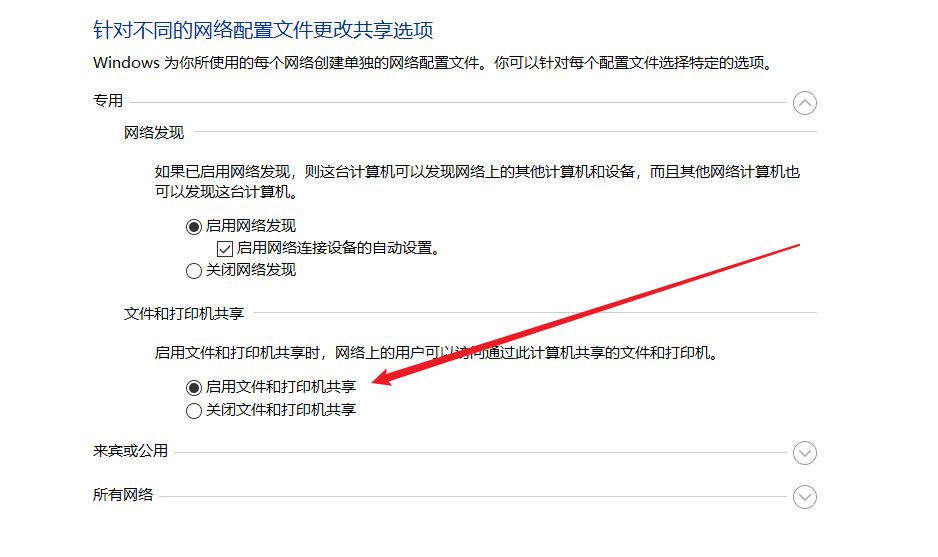 针对不同的网络配置文件更改共享选项
Windows 为你所使用的每个网络创建单独的网络配置文件。你可以针对每个配置文件选择特定的选项。
专用
网络发现
如果已启用网络发现，则这台计算机可以发现网络上的其他计算机和设备，而且其他网络计算机也
可以发现这台计算机。
启用网络发现
启用网络连接设备的自动设置。
关闭网络发现
文件和打印机共享
启用文件和打印机共享时，网络上的用户可以访问通过此计算机共享的文件和打印机。
启用文件和打印机共享
关闭文件和打印机共享
来宾或公用
所有网络